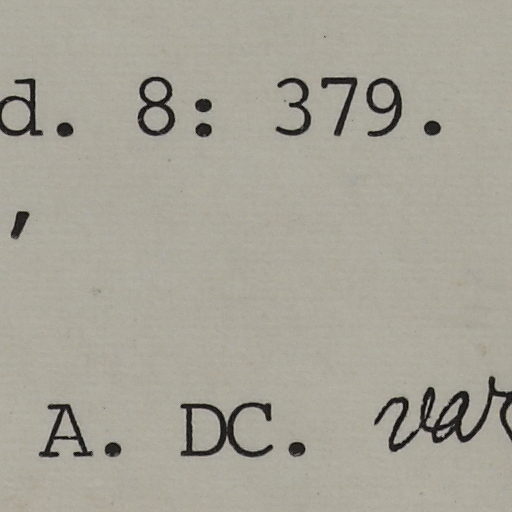 d. 8: 379.
,
A. DC. var